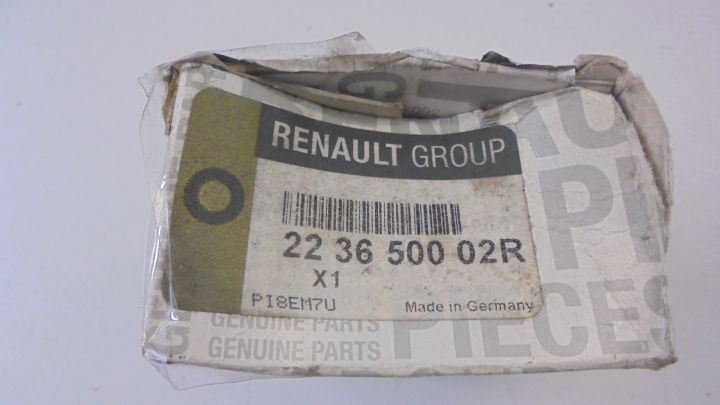 RENAULT GROUP
22 36 500 02R
X1
PI8EM7U
Made in Germany
GENUINE PARTS
GENUINE PARTS
PIECES